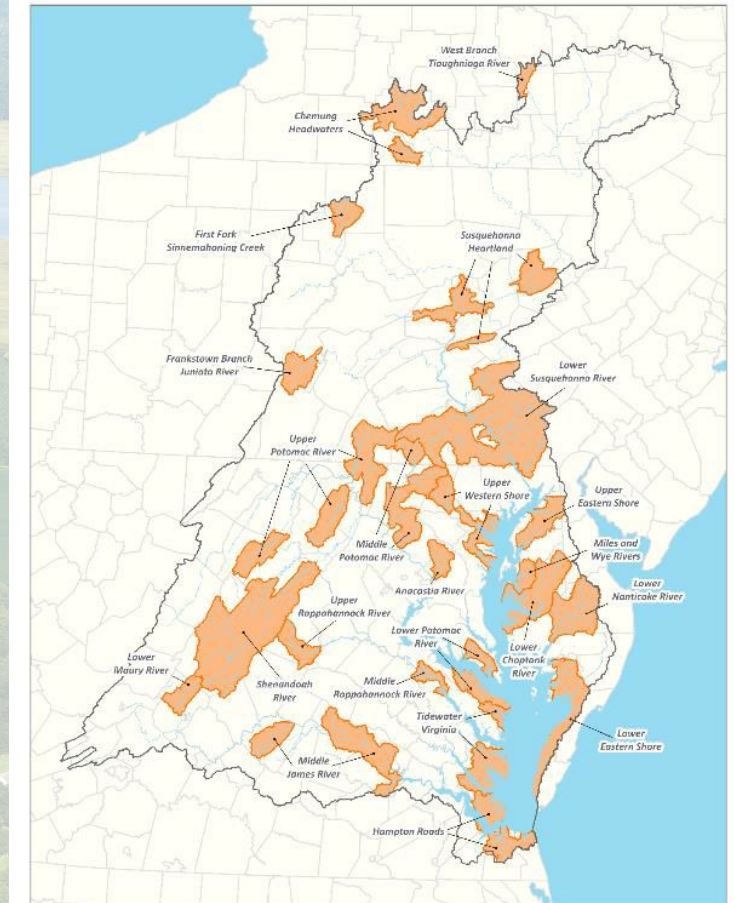 West Branch
Tioughnioga River
Chemung
Headwaters
First Fork
Sinnemahoning Creek
Susquehanna
Heartland
Frankstown Branch
Juniata River
Lower
Susquehanna River
Upper
Potomac River
Upper
Western Shore
Upper
Eastern Shore
Middle
Potomac River
Miles and
Wye Rivers
Anacostia River
Lower
Nanticoke River
Upper
Rappahannock River
Lower Potomac
River
Lower
Choptank
River
Lower
Maury River
Shenandoah
River
Middle
Rappahannock River
Tidewater
Virginia
Lower
Eastern Shore
Middle
James River
Hampton Roads